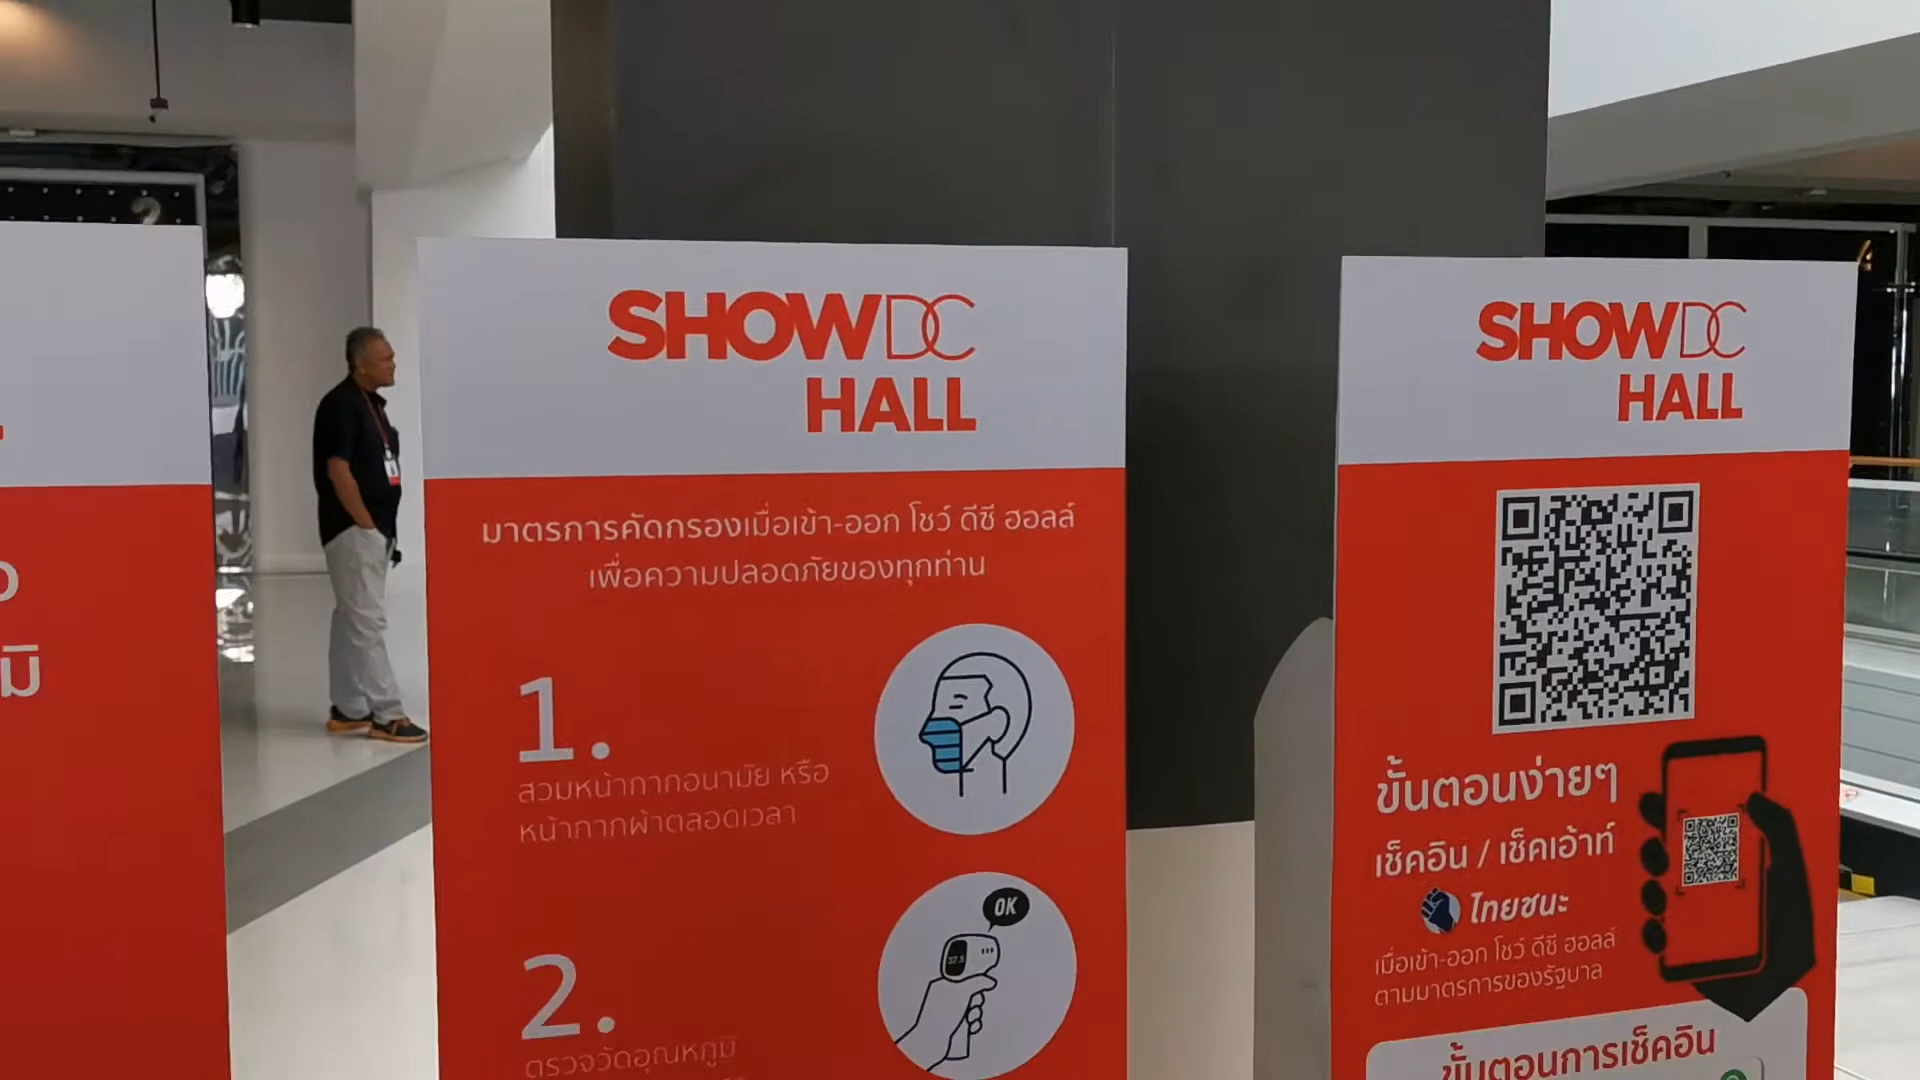 มิ
SHOWDC
HALL
มาตรการคัดกรองเมื่อเข้า-ออก โชว์ ดีซี ฮอลล์
เพื่อความปลอดภัยของทุกท่าน
1.
สวมหน้ากากอนามัย หรือ
หน้ากากผ้าตลอดเวลา
OK
37.5
2.
ตรวจวัดอุณหภูมิ
SHOWDC
HALL
ขั้นตอนง่ายๆ
เช็คอิน / เช็คเอ้าท์
ไทยชนะ
เมื่อเข้า-ออก โชว์ ดีซี ฮอลล์
ตามมาตรการของรัฐบาล
ขั้นตอนการเช็คอิน